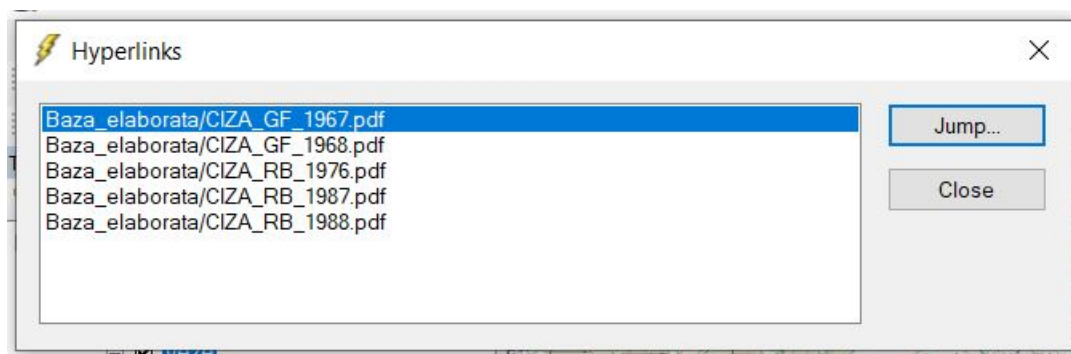 Hyperlinks
Baza_elaborata/CIZA_GF_1967.pdf
Baza_elaborata/CIZA_GF_1968.pdf
Baza_elaborata/CIZA_RB_1976.pdf
Baza_elaborata/CIZA_RB_1987.pdf
Baza_elaborata/CIZA_RB_1988.pdf
Jump...
Close